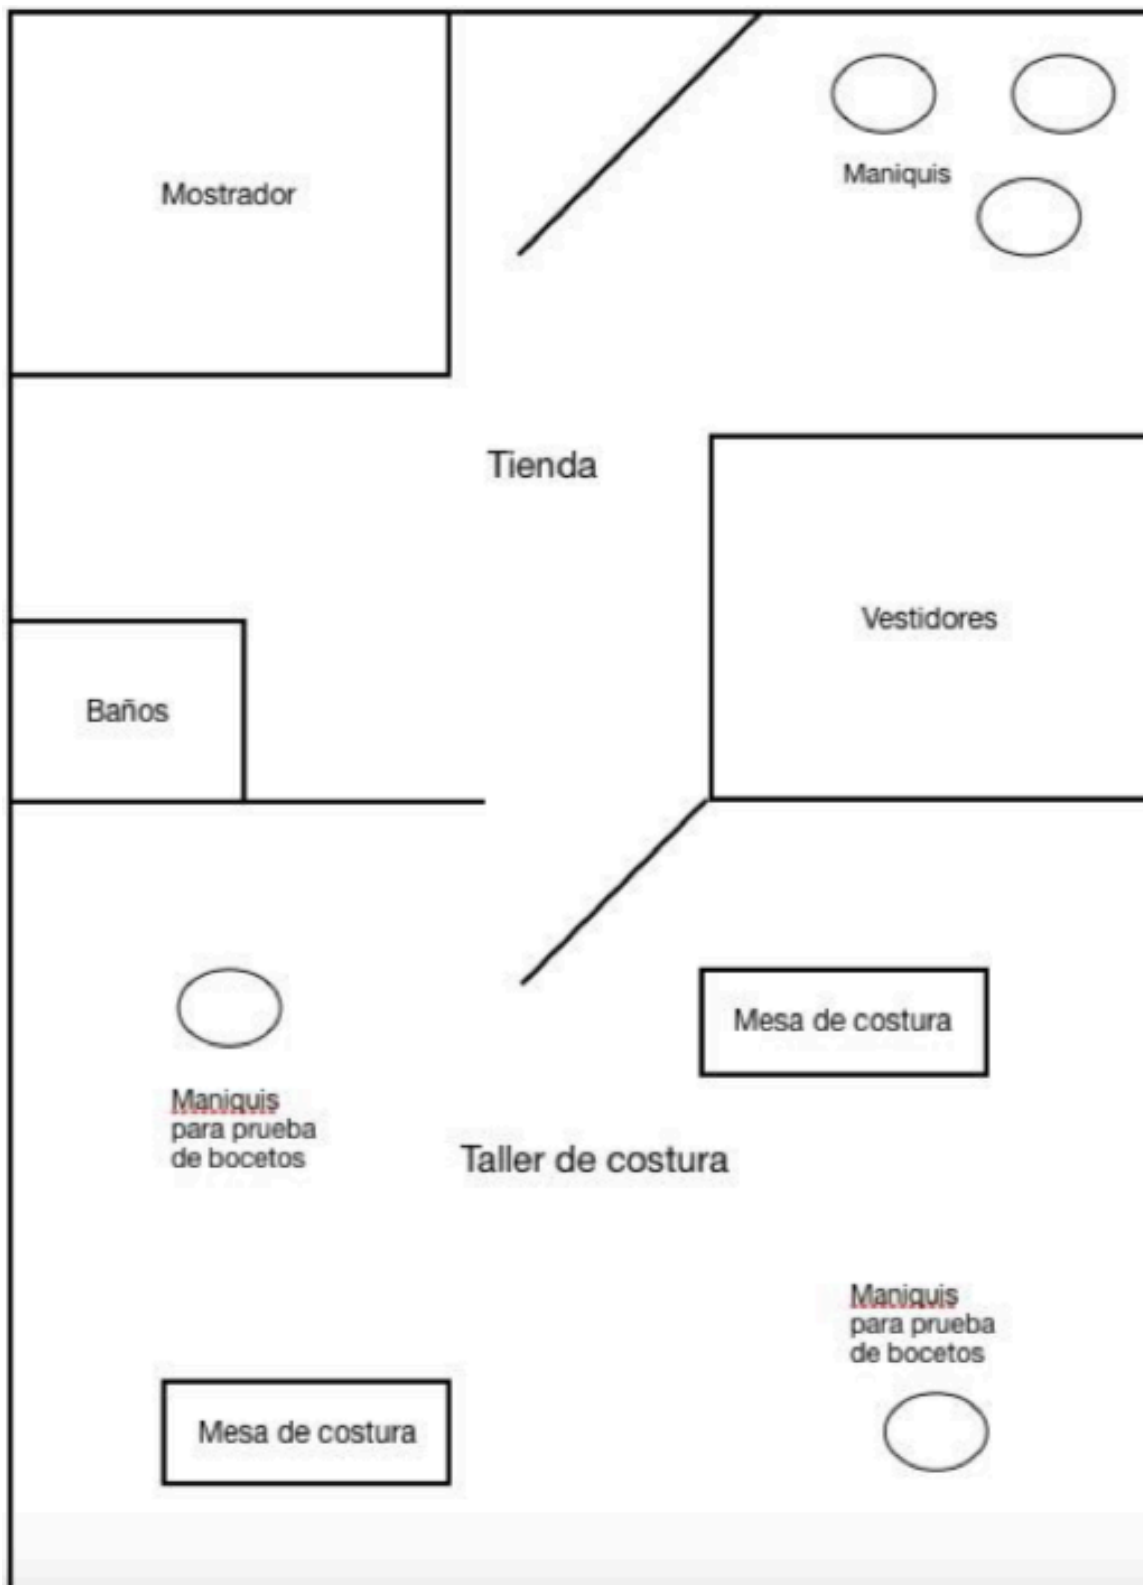 Mostrador
Maniquis
Tienda
Vestidores
Baños
Mesa de costura
Maniquis
para prueba
de bocetos
Taller de costura
Maniquis
para prueba
de bocetos
Mesa de costura